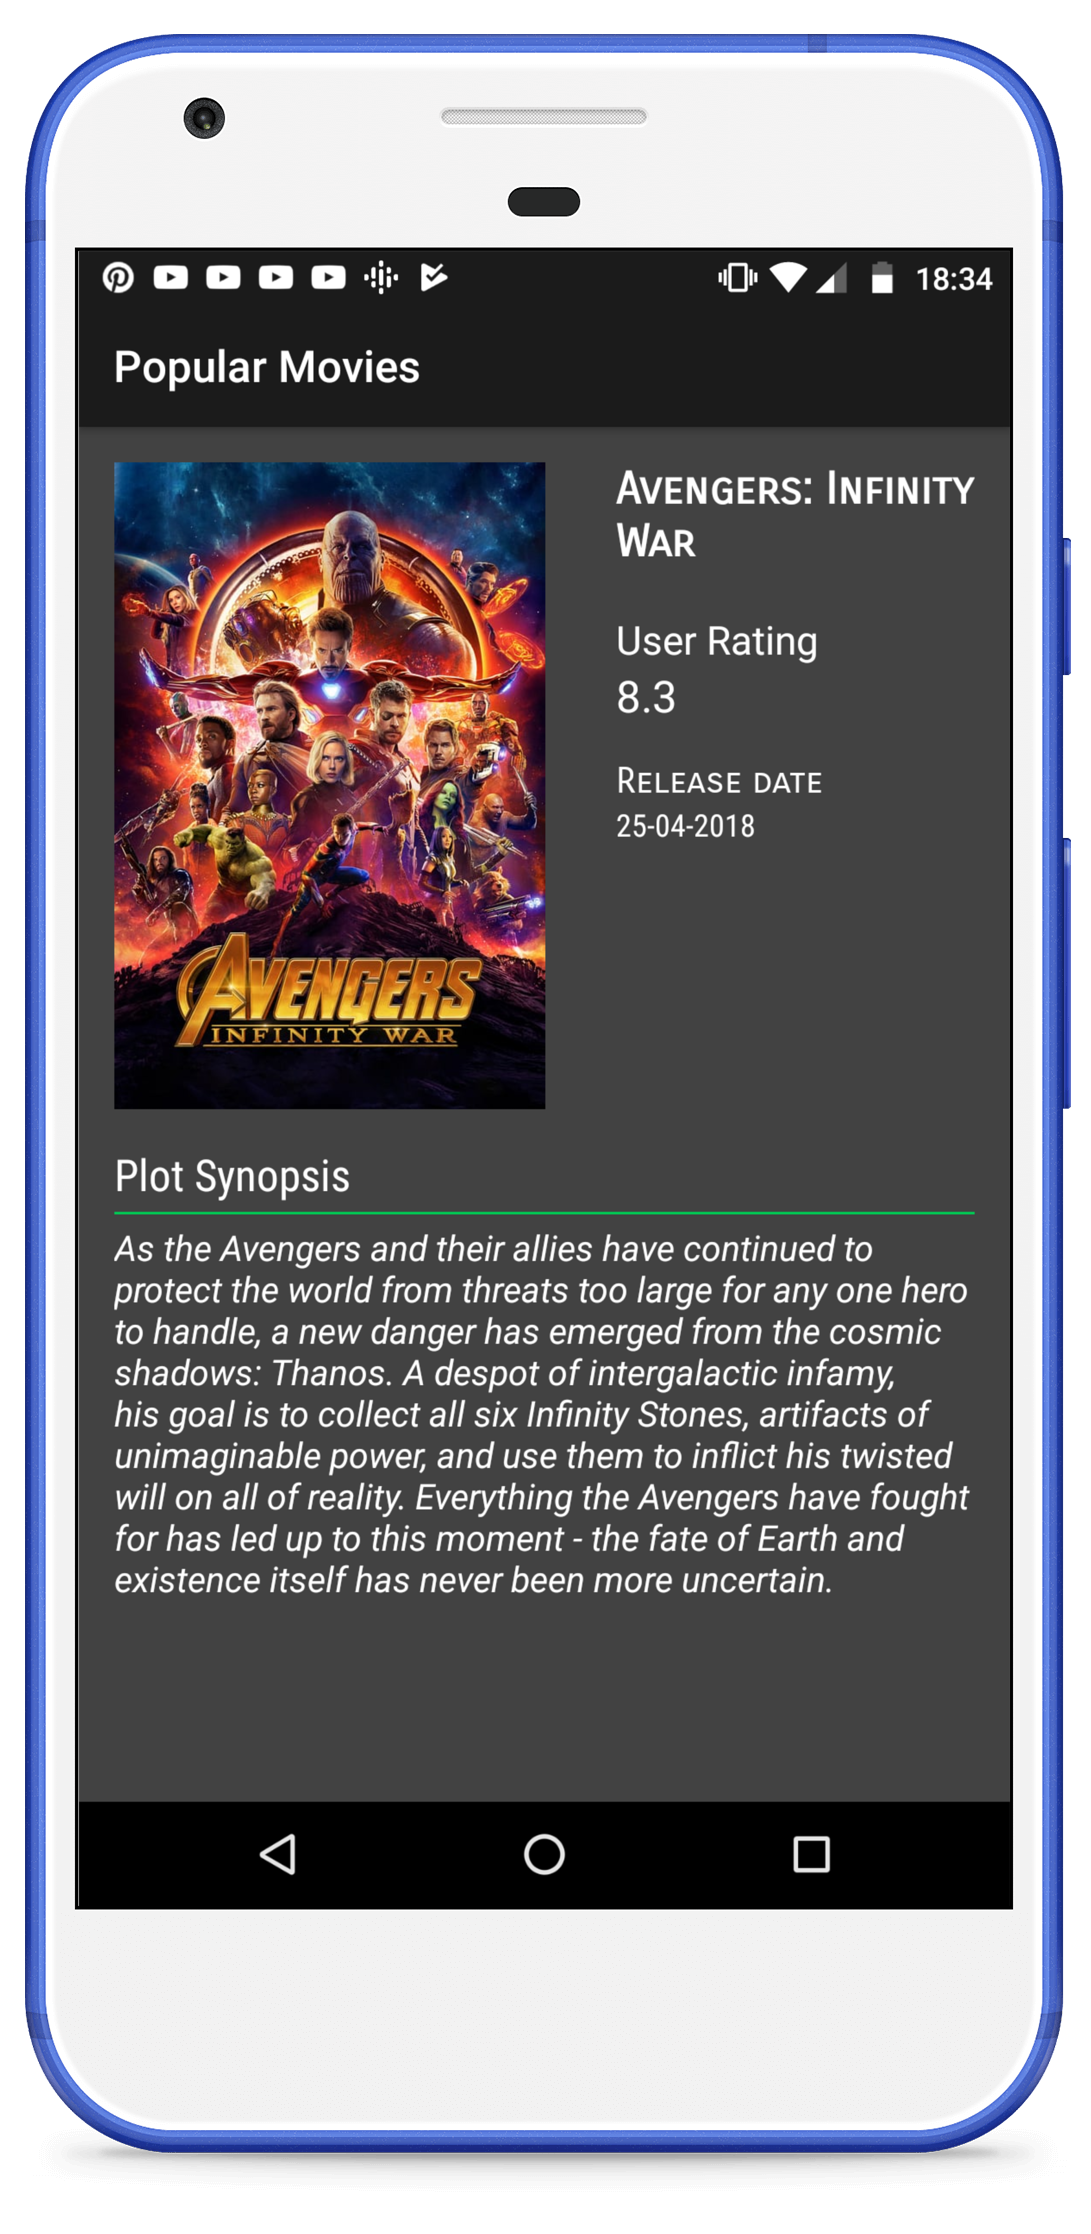 18:34
Popular Movies
Avengers: Infinity
War
User Rating
8.3
Release date
25-04-2018
AVENGERS
INFINITY WAR
Plot Synopsis
As the Avengers and their allies have continued to
protect the world from threats too large for any one hero
to handle, a new danger has emerged from the cosmic
shadows: Thanos. A despot of intergalactic infamy,
his goal is to collect all six Infinity Stones, artifacts of
unimaginable power, and use them to inflict his twisted
will on all of reality. Everything the Avengers have fought
for has led up to this moment - the fate of Earth and
existence itself has never been more uncertain.